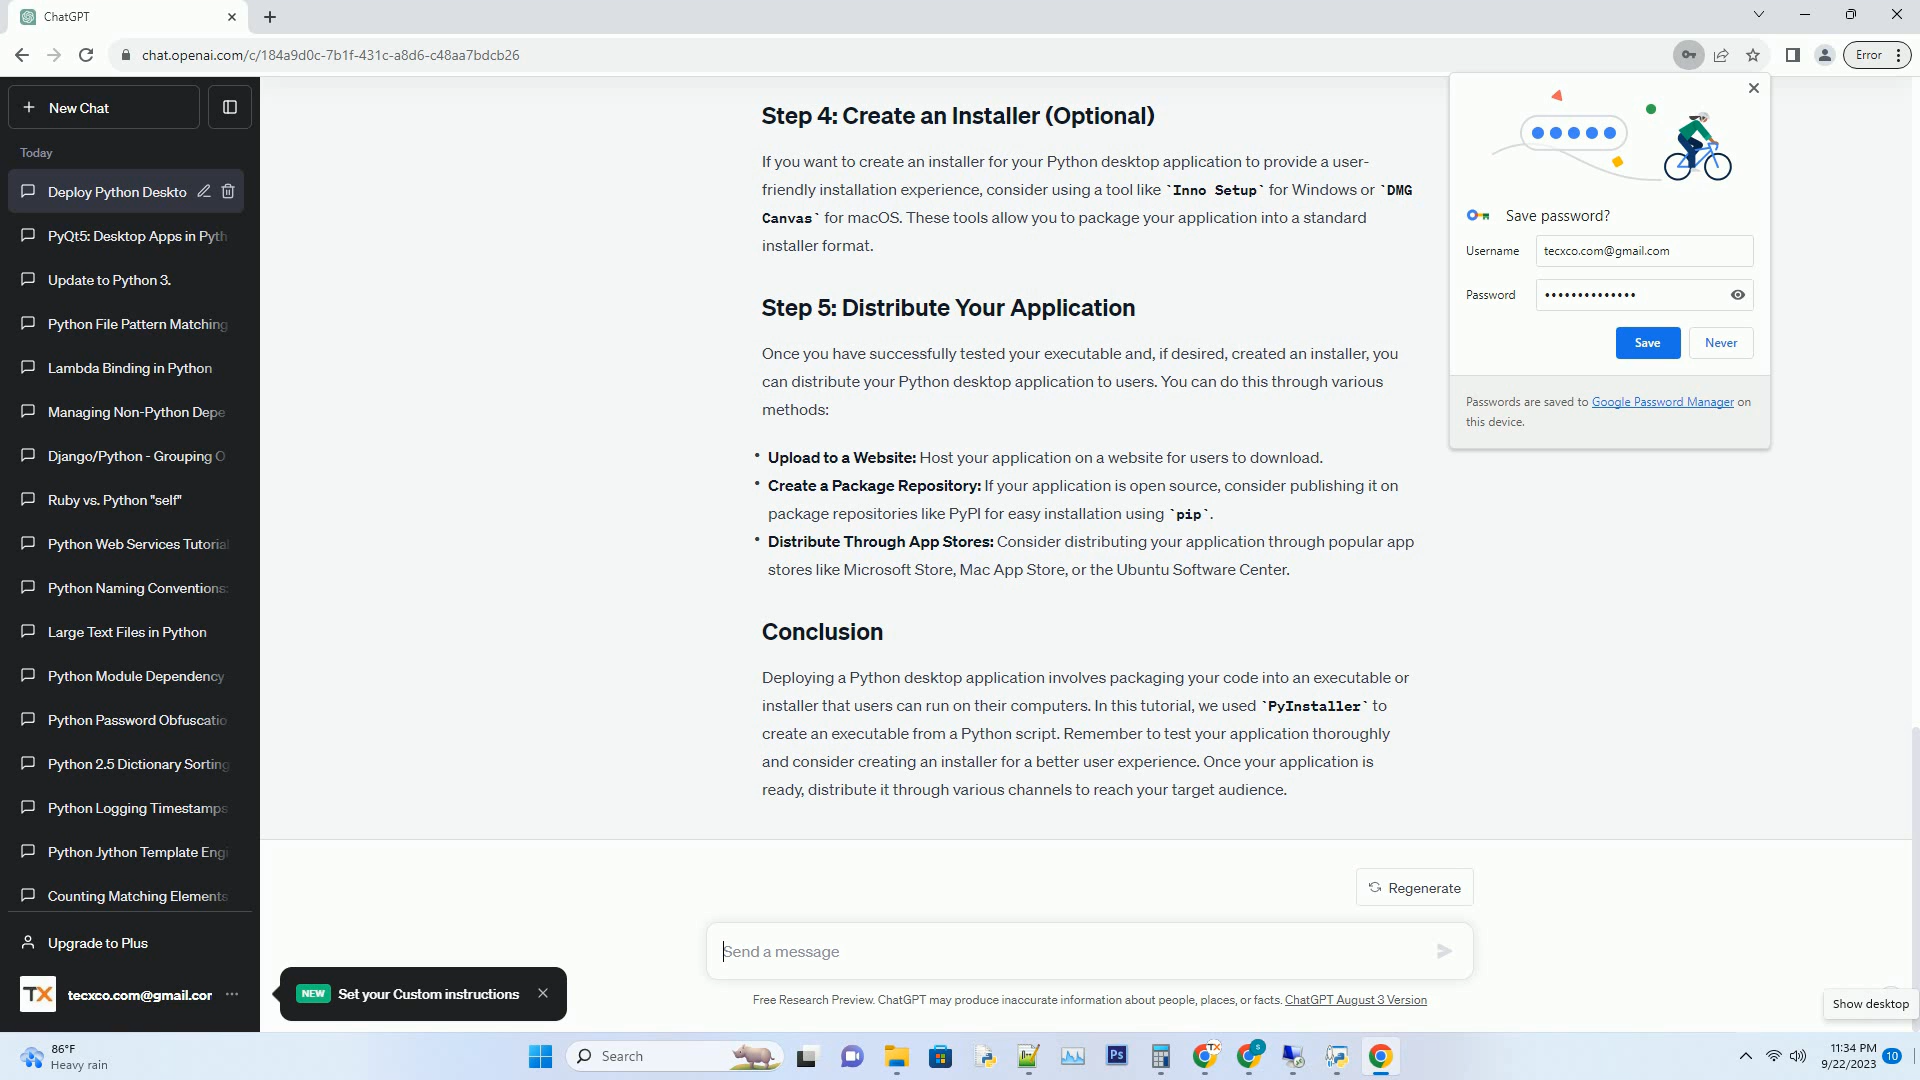 ChatGPT
chat.openai.com/c/184a9d0c-7b1f-431c-a8d6-c48aa7bdcb26
Error
New Chat
Today
Deploy Python Deskto
PyQt5: Desktop Apps in Pyth
Update to Python 3.
Python File Pattern Matching
Lambda Binding in Python
Managing Non-Python Depe
Django/Python - Grouping O
Ruby vs. Python "self"
Python Web Services Tutorial
Python Naming Conventions:
Large Text Files in Python
Python Module Dependency
Python Password Obfuscatio
Python 2.5 Dictionary Sorting
Python Logging Timestamps
Python Jython Template Engi
Counting Matching Elements
Upgrade to Plus
TX tecxco.com@gmail.cor
NEW Set your Custom instructions
Step 4: Create an Installer (Optional)
If you want to create an installer for your Python desktop application to provide a user-
friendly installation experience, consider using a tool like `Inno Setup` for Windows or `DMG
Canvas` for macOS. These tools allow you to package your application into a standard
installer format.
Step 5: Distribute Your Application
Once you have successfully tested your executable and, if desired, created an installer, you
can distribute your Python desktop application to users. You can do this through various
methods:
• Upload to a Website: Host your application on a website for users to download.
• Create a Package Repository: If your application is open source, consider publishing it on
package repositories like PyPI for easy installation using `pip`.
• Distribute Through App Stores: Consider distributing your application through popular app
stores like Microsoft Store, Mac App Store, or the Ubuntu Software Center.
Conclusion
Deploying a Python desktop application involves packaging your code into an executable or
installer that users can run on their computers. In this tutorial, we used `PyInstaller` to
create an executable from a Python script. Remember to test your application thoroughly
and consider creating an installer for a better user experience. Once your application is
ready, distribute it through various channels to reach your target audience.
Regenerate
Send a message
Free Research Preview. ChatGPT may produce inaccurate information about people, places, or facts. ChatGPT August 3 Version
Save password?
Username tecxco.com@gmail.com
Password ••••••••••••••
Save Never
Passwords are saved to Google Password Manager on
this device.
Show desktop
86°F
Heavy rain
Search
Ps
TX
S
11:34 PM
9/22/2023
10